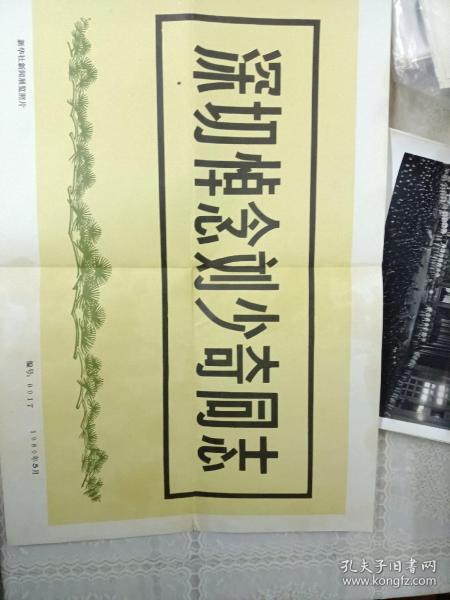 深切悼念刘少奇同志
新华社新闻展览照片
编号：0017 1980年5月
孔夫子旧书网
www.kongfz.com